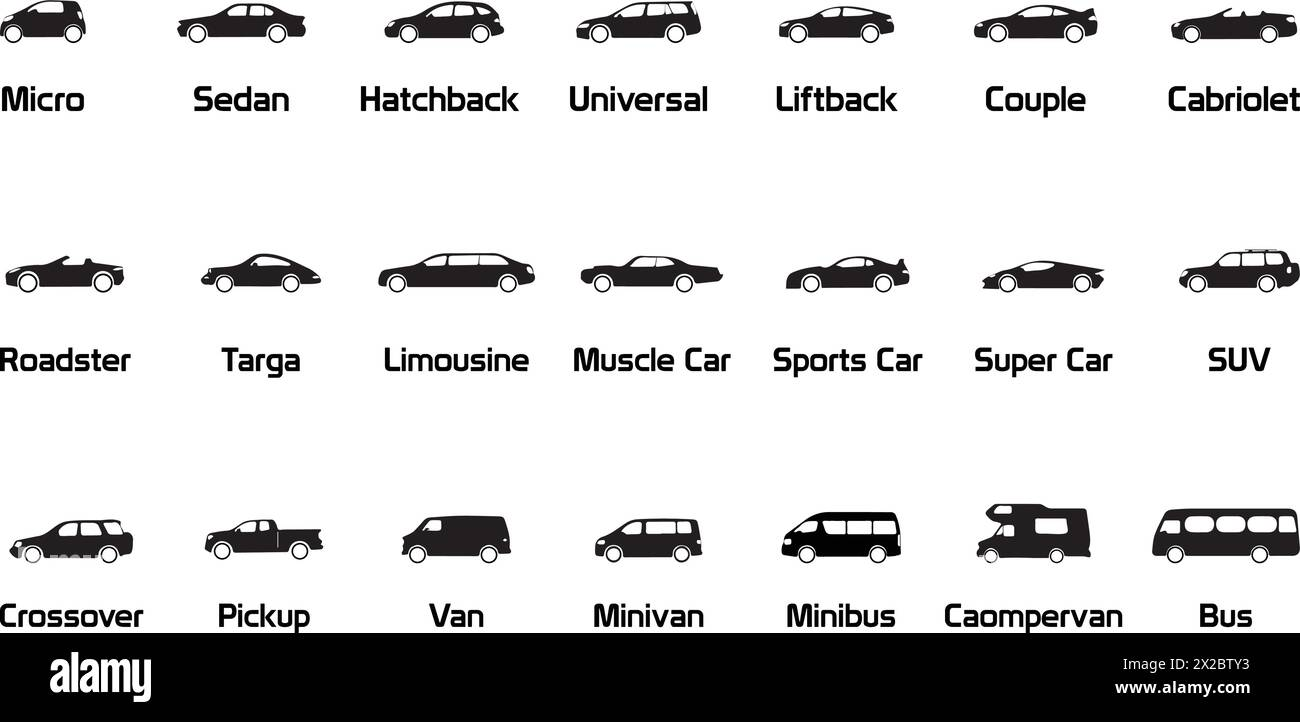 Micro Sedan Hatchback Universal Liftback Couple Cabriolet
Roadster Targa Limousine Muscle Car Sports Car Super Car SUV
Crossover Pickup Van Minivan Minibus Caompervan Bus
alamy
Image ID: 2X2BTY3
www.alamy.com